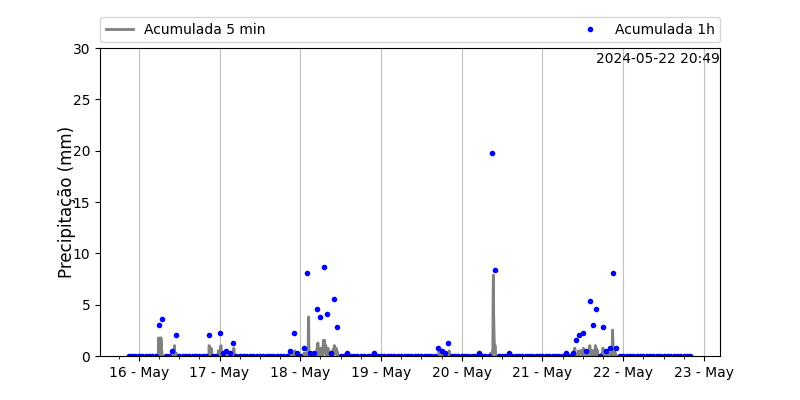 Acumulada 5 min
Acumulada 1h
2024-05-22 20:49
Precipitação (mm)
30
25
20
15
10
5
0
16 - May
17 - May
18 - May
19 - May
20 - May
21 - May
22 - May
23 - May